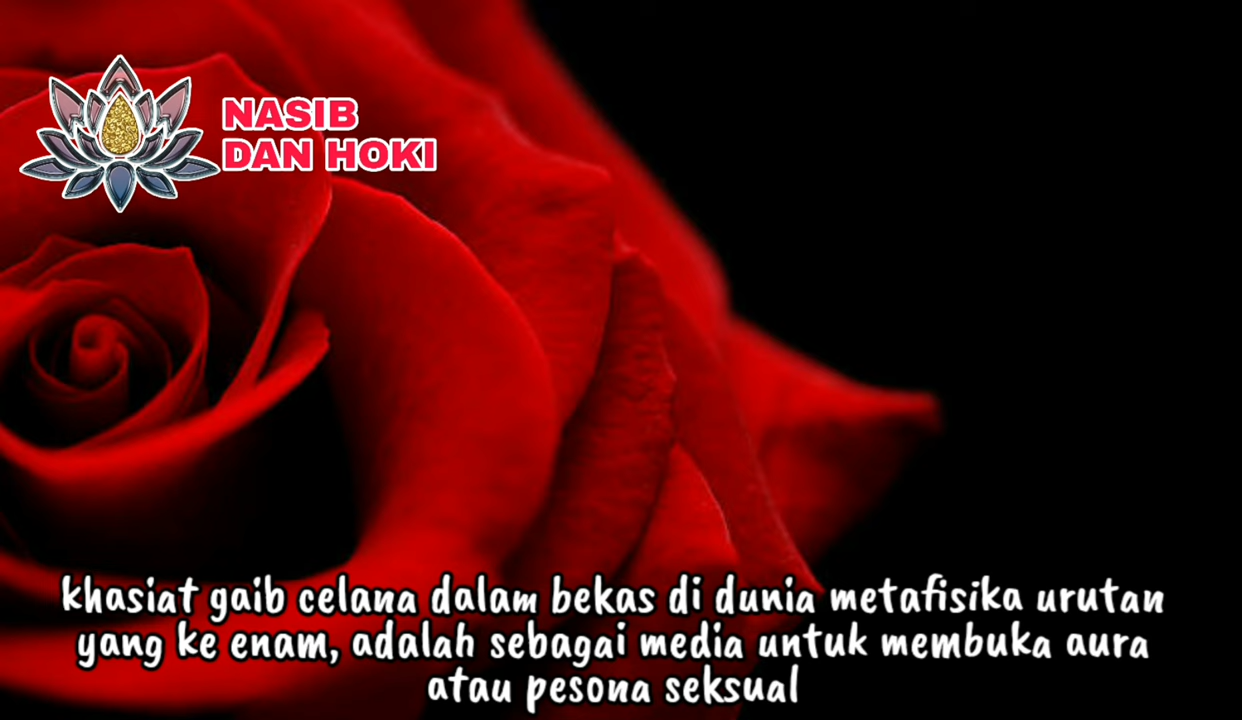 NASIB
DAN HOKI
khasiat gaib celana dalam bekas di dunia metafisika urutan
yang ke enam, adalah sebagai media untuk membuka aura
atau pesona seksual